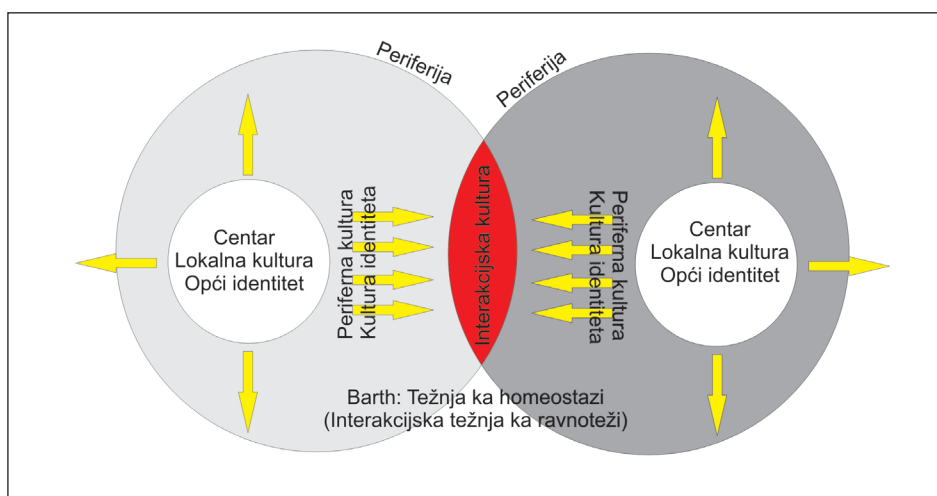 Periferija
Periferija
Centar
Lokalna kultura
Opći identitet
Periferna kultura
Kultura identiteta
Interakcijska kultura
Periferna kultura
Kultura identiteta
Centar
Lokalna kultura
Opći identitet
Barth: Težnja ka homeostazi
(Interakcijska težnja ka ravnoteži)